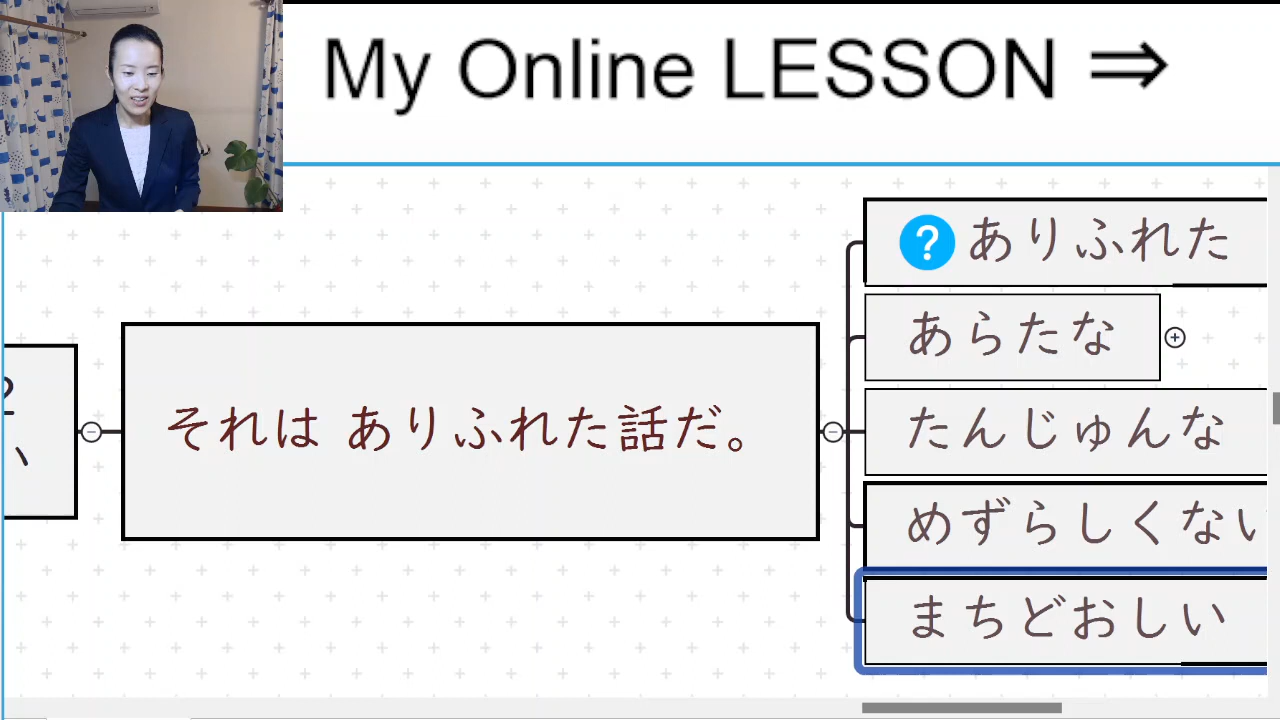 My Online LESSON ⇒
それは ありふれた話だ。
? ありふれた
あらたな
たんじゅんな
めずらしくない
まちどおしい